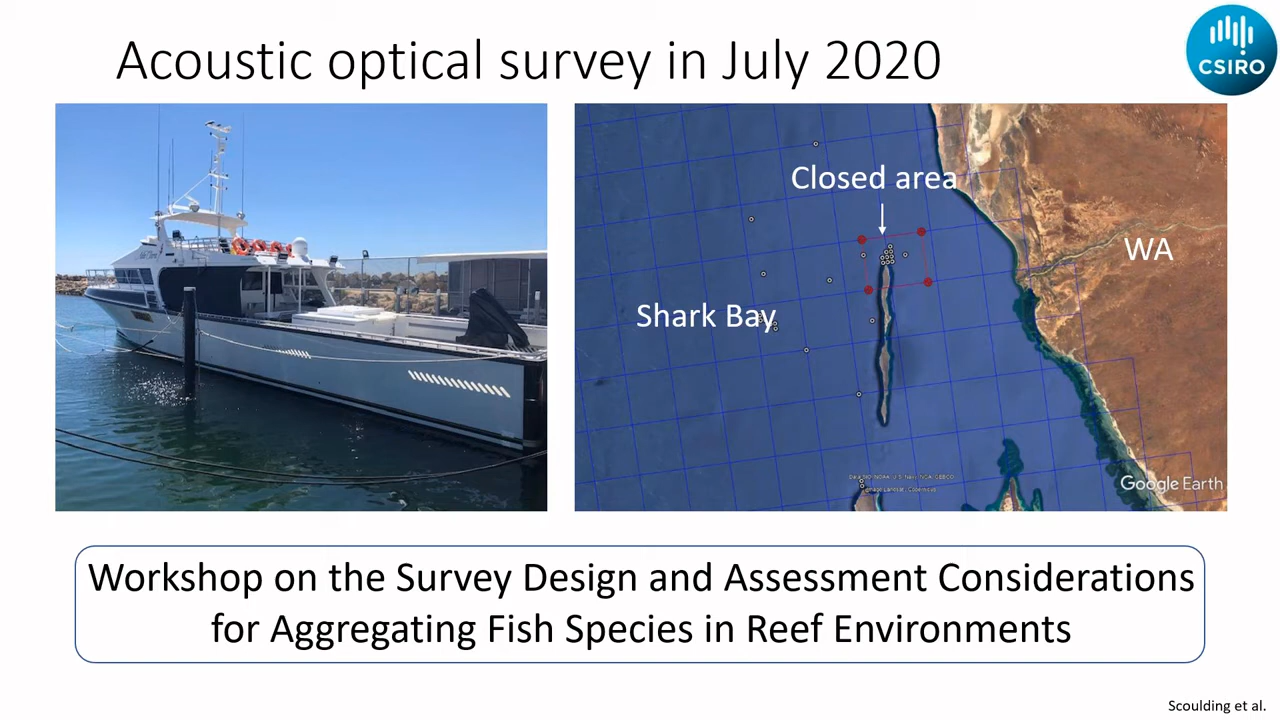 Acoustic optical survey in July 2020
CSIRO
Closed area
WA
Shark Bay
Google Earth
Workshop on the Survey Design and Assessment Considerations
for Aggregating Fish Species in Reef Environments
Scoulding et al.